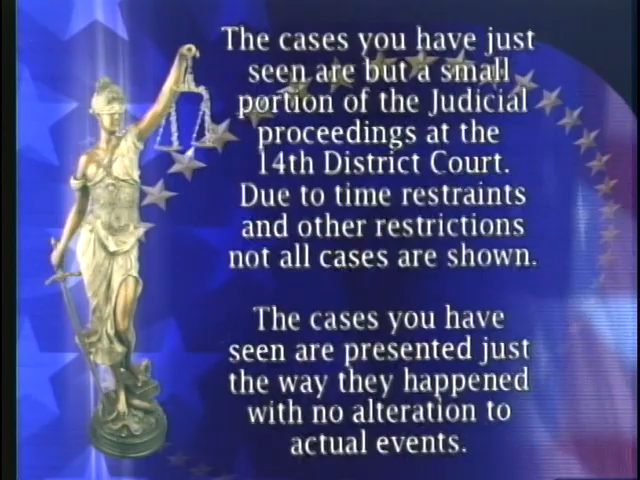 The cases you have just
seen are but a small
portion of the Judicial
proceedings at the
14th District Court.
Due to time restraints
and other restrictions
not all cases are shown.
The cases you have
seen are presented just
the way they happened
with no alteration to
actual events.